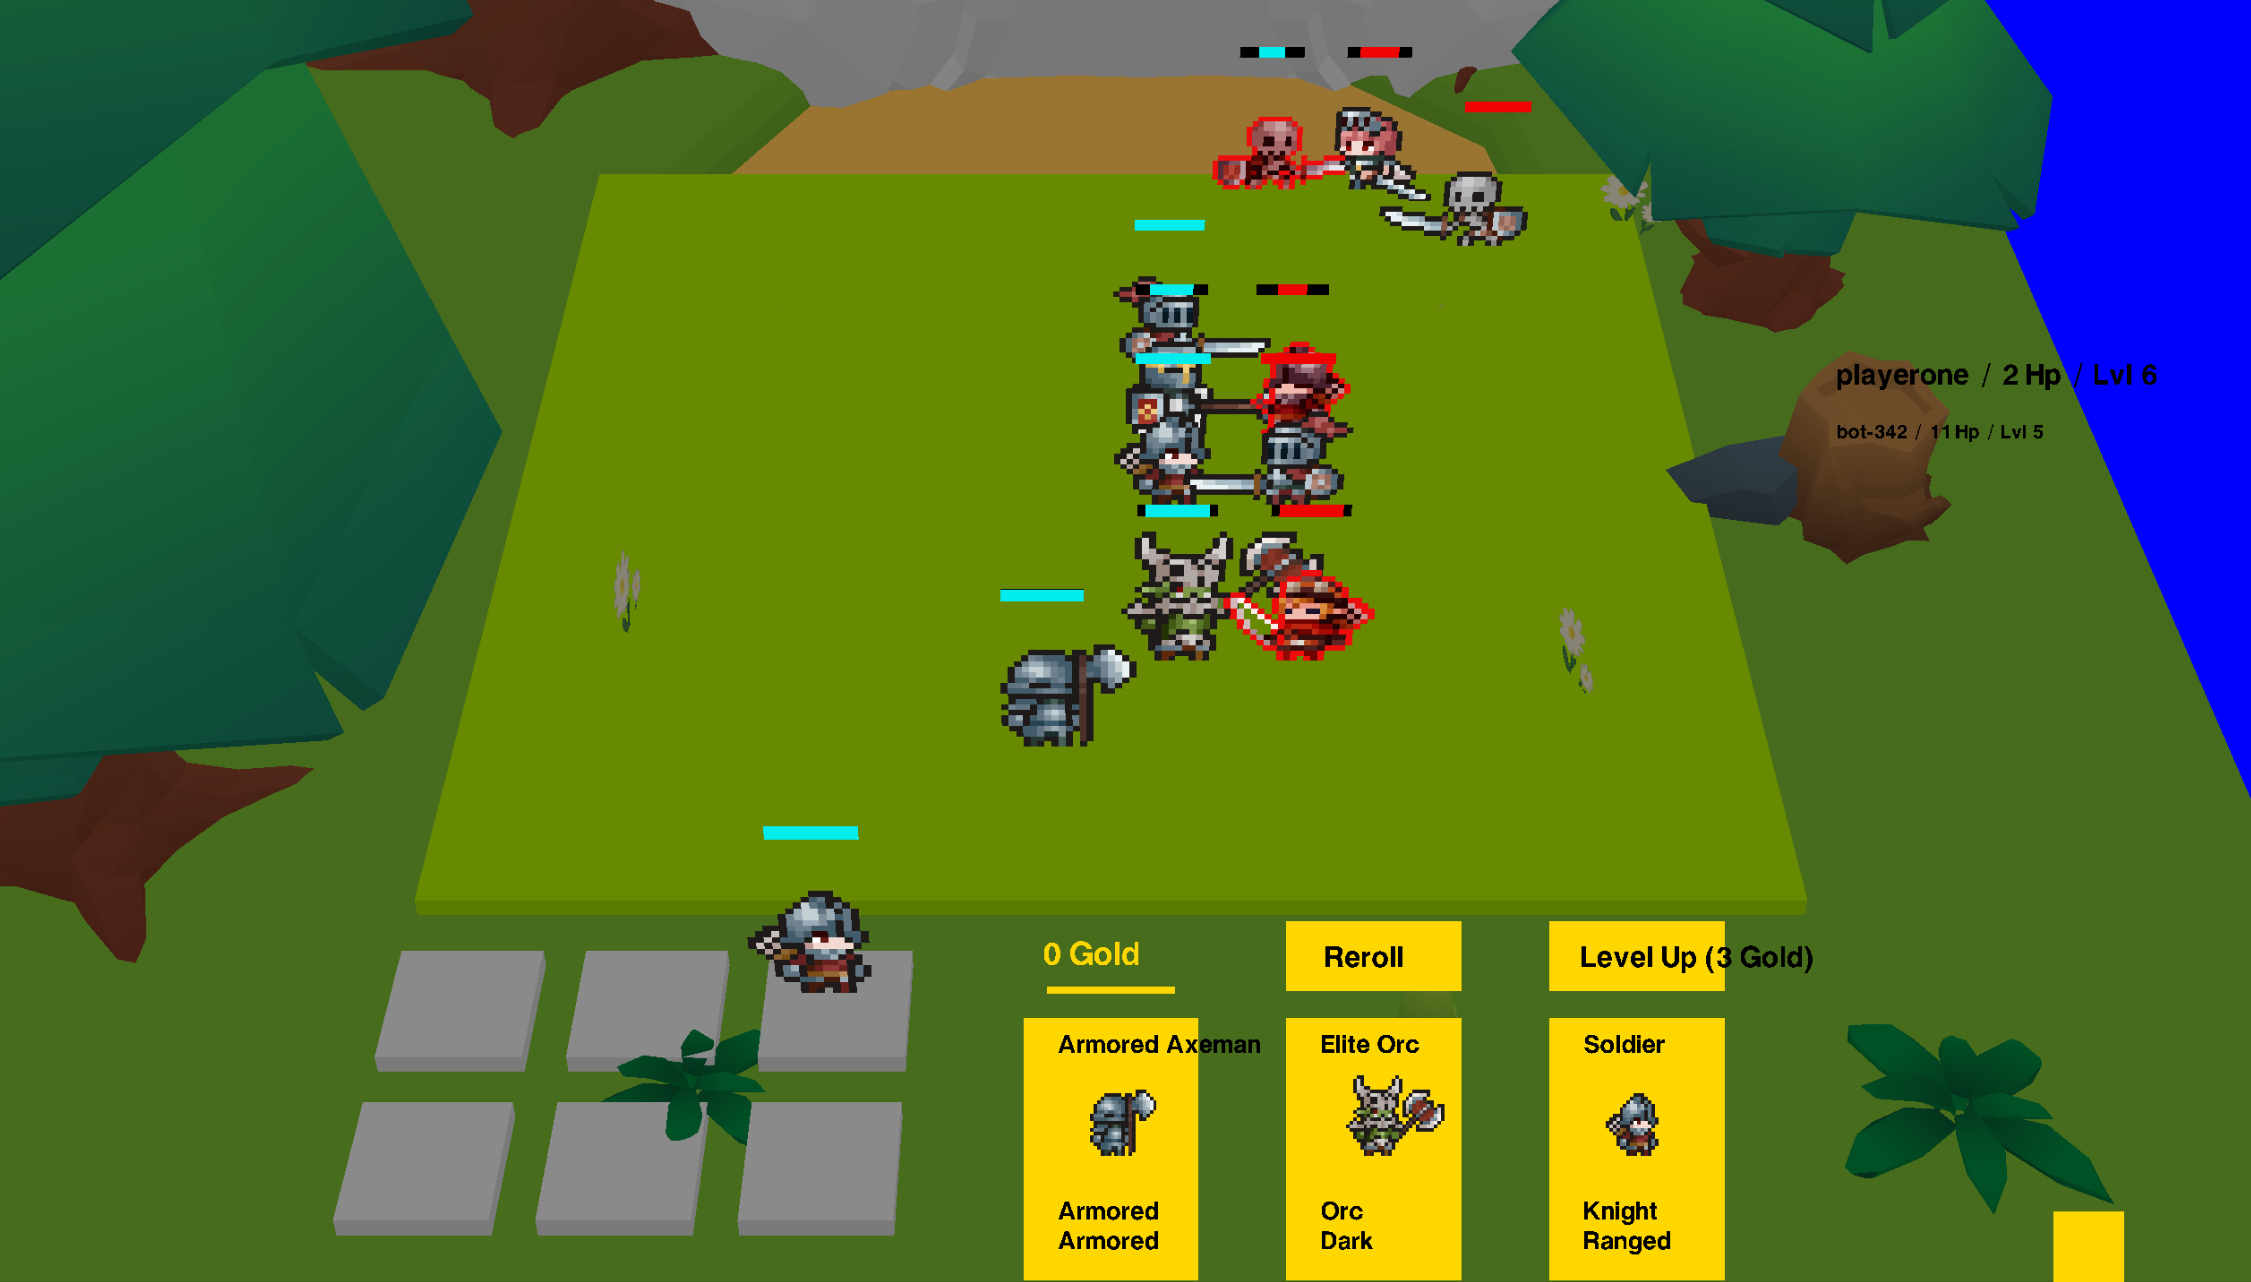 playerone / 2 Hp / Lvl 6
bot-342 / 11 Hp / Lvl 5
0 Gold
Reroll
Level Up (3 Gold)
Armored Axeman
Elite Orc
Soldier
Armored
Armored
Orc
Dark
Knight
Ranged